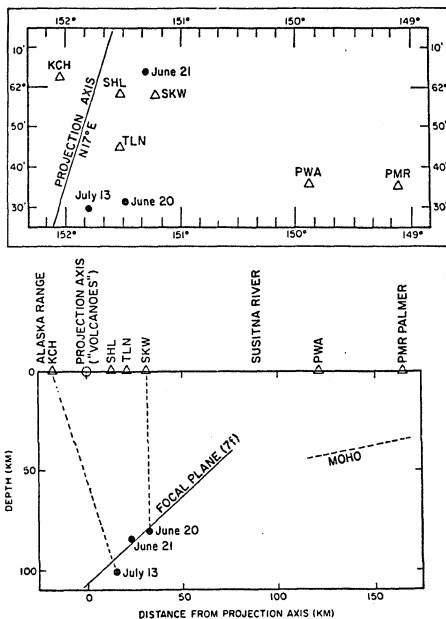 152° 151° 150° 149°
10' 10'
KCH June 21
62° SHL SKW 62°
50' 50'
TLN
PROJECTION AXIS
N17°E
40' PWA PMR 40'
July 13 June 20
30' 30'
152° 151° 150° 149°
ALASKA RANGE
KCH
PROJECTION AXIS
("VOLCANOES")
SHL
TLN
SKW
SUSITNA RIVER
PWA
PMR PALMER
0 0
FOCAL PLANE (7f)
MOHO
50 50
DEPTH (KM)
June 20
June 21
July 13
100
0 50 100 150
DISTANCE FROM PROJECTION AXIS (KM)